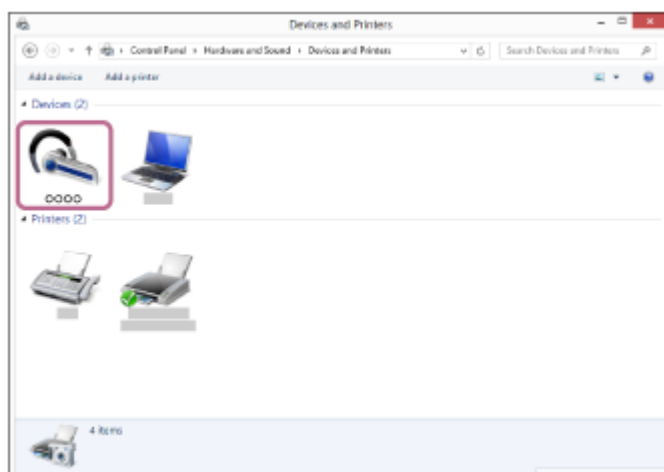 Devices and Printers
Control Panel Hardware and Sound Devices and Printers
Search Devices and Printers
Add a device Add a printer
Devices (2)
OOOO
Printers (2)
4 items